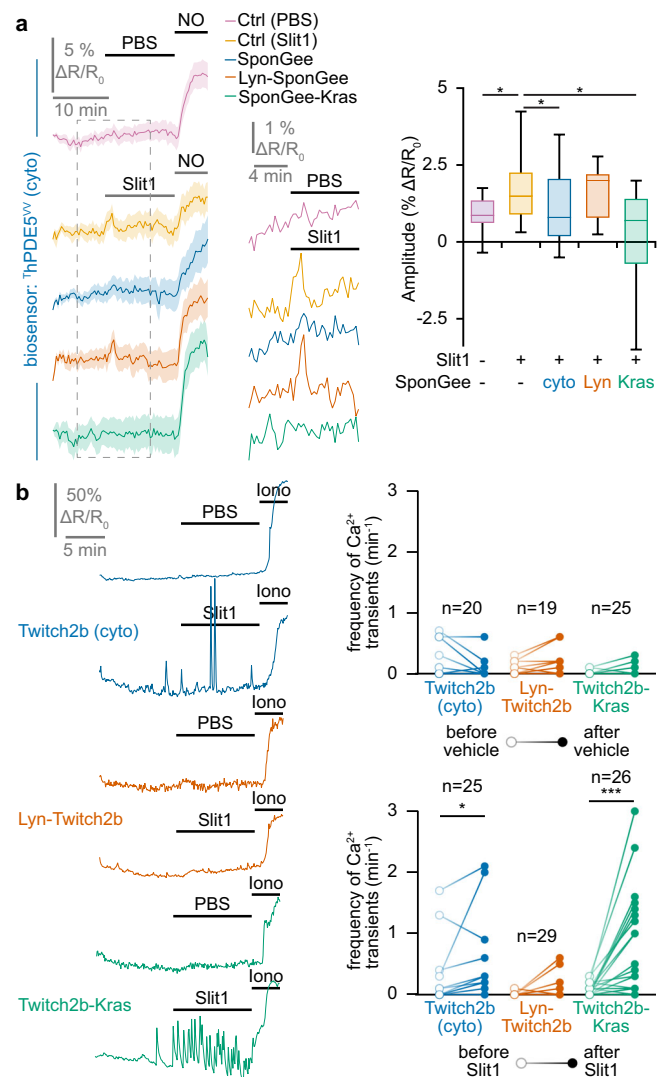 a
5 %
ΔR/R0
10 min
PBS
NO
Ctrl (PBS)
Ctrl (Slit1)
SponGee
Lyn-SponGee
SponGee-Kras
biosensor: ThPDE5VV (cyto)
Slit1
NO
1 %
ΔR/R0
4 min
PBS
Slit1
Amplitude (% ΔR/R0)
5
2.5
0
-2.5
*
*
*
Slit1 - + + + +
SponGee - - cyto Lyn Kras
b
50%
ΔR/R0
5 min
PBS
Iono
Twitch2b (cyto)
Slit1
Iono
PBS
Iono
Lyn-Twitch2b
Slit1
Iono
PBS
Iono
Twitch2b-Kras
Slit1
Iono
frequency of Ca2+
transients (min-1)
3
2
1
0
n=20
n=19
n=25
Twitch2b
(cyto)
Lyn-
Twitch2b
Twitch2b-
Kras
before
vehicle
after
vehicle
frequency of Ca2+
transients (min-1)
3
2
1
0
n=25
*
n=29
n=26
***
Twitch2b
(cyto)
Lyn-
Twitch2b
Twitch2b-
Kras
before
Slit1
after
Slit1